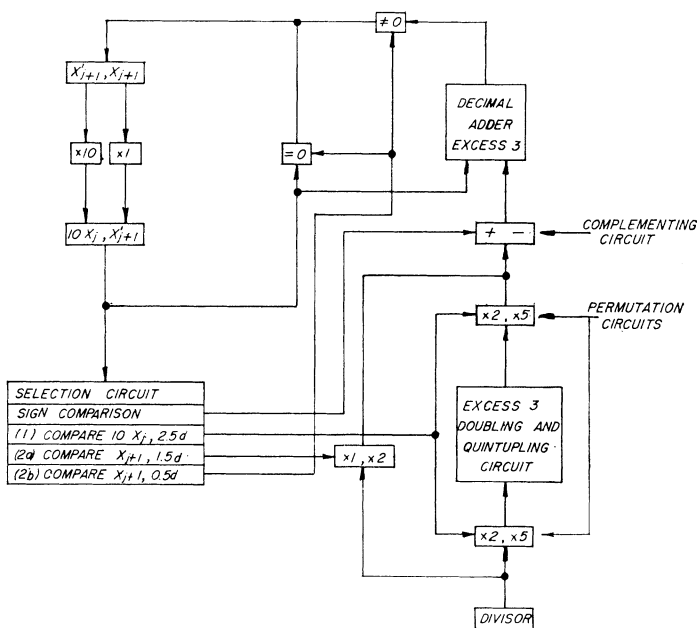 ≠0
X'j+1, Xj+1
DECIMAL
ADDER
EXCESS 3
×10
×1
=0
10 Xj, X'j+1
+ −
COMPLEMENTING
CIRCUIT
×2, ×5
PERMUTATION
CIRCUITS
SELECTION CIRCUIT
SIGN COMPARISON
(1) COMPARE 10 Xj, 2.5d
(2a) COMPARE X'j+1, 1.5d
(2b) COMPARE Xj+1, 0.5d
×1, ×2
EXCESS 3
DOUBLING AND
QUINTUPLING
CIRCUIT
×2, ×5
DIVISOR